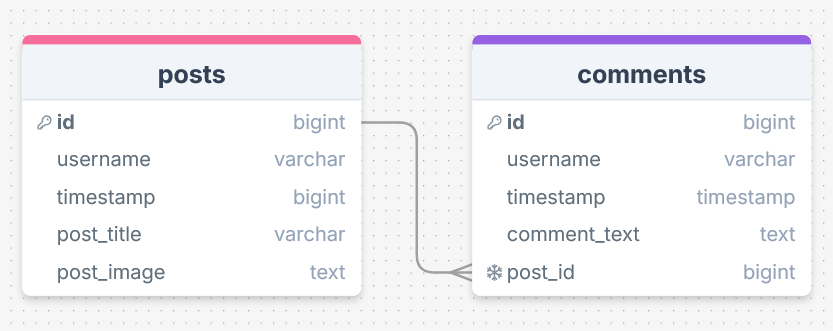 posts
id bigint
username varchar
timestamp bigint
post_title varchar
post_image text
comments
id bigint
username varchar
timestamp timestamp
comment_text text
post_id bigint